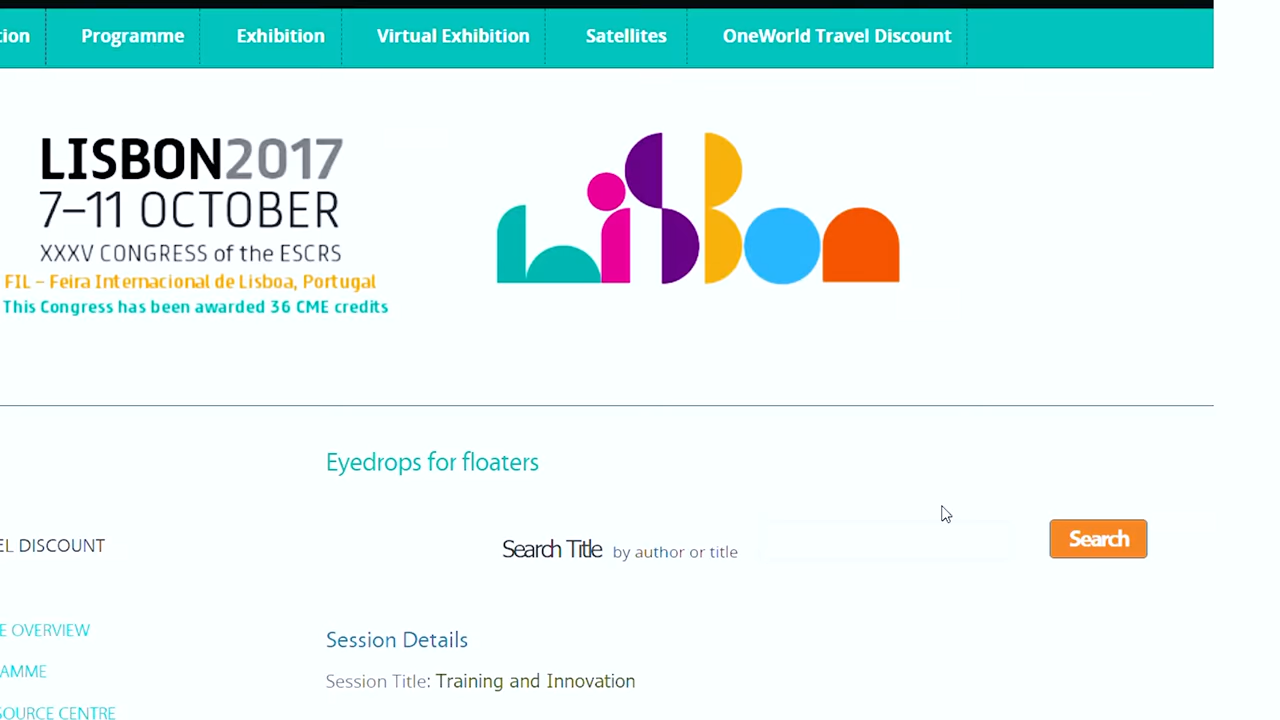 tion Programme Exhibition Virtual Exhibition Satellites OneWorld Travel Discount
LISBON2017
7–11 OCTOBER
XXXV CONGRESS of the ESCRS
FIL – Feira Internacional de Lisboa, Portugal
This Congress has been awarded 36 CME credits
LiSBon
Eyedrops for floaters
EL DISCOUNT
Search Title by author or title Search
E OVERVIEW
Session Details
AMME
Session Title: Training and Innovation
SOURCE CENTRE